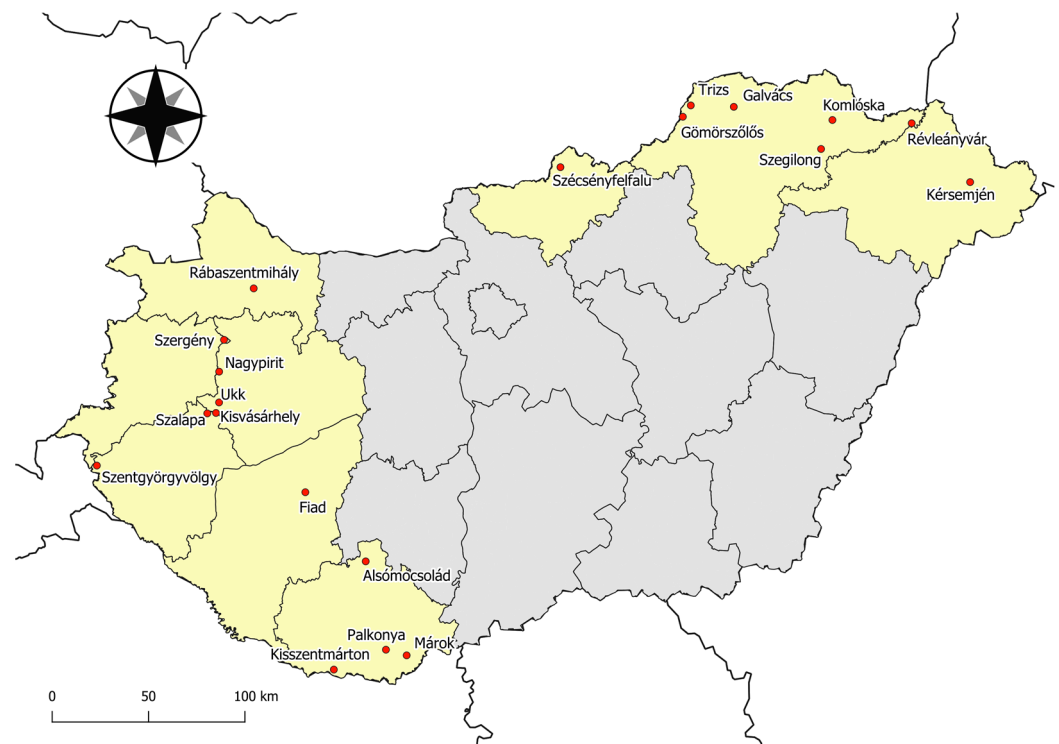 Trizs
Galvács
Komlóska
Gömörszőlős
Révleányvár
Szegilong
Szécsényfelfalu
Kérsemjén
Rábaszentmihály
Szergény
Nagypirit
Ukk
Szalapa
Kisvásárhely
Szentgyörgyvölgy
Fiad
Alsómocsolád
Palkonya
Márok
Kisszentmárton
0 50 100 km